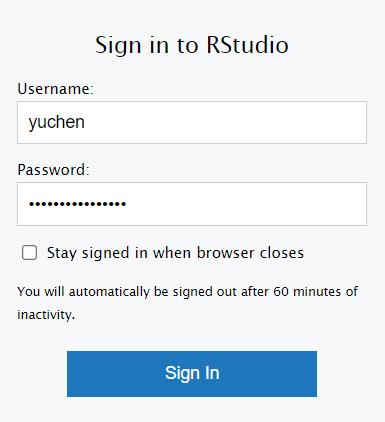 Sign in to RStudio
Username:
yuchen
Password:
••••••••••••••••
Stay signed in when browser closes
You will automatically be signed out after 60 minutes of
inactivity.
Sign In